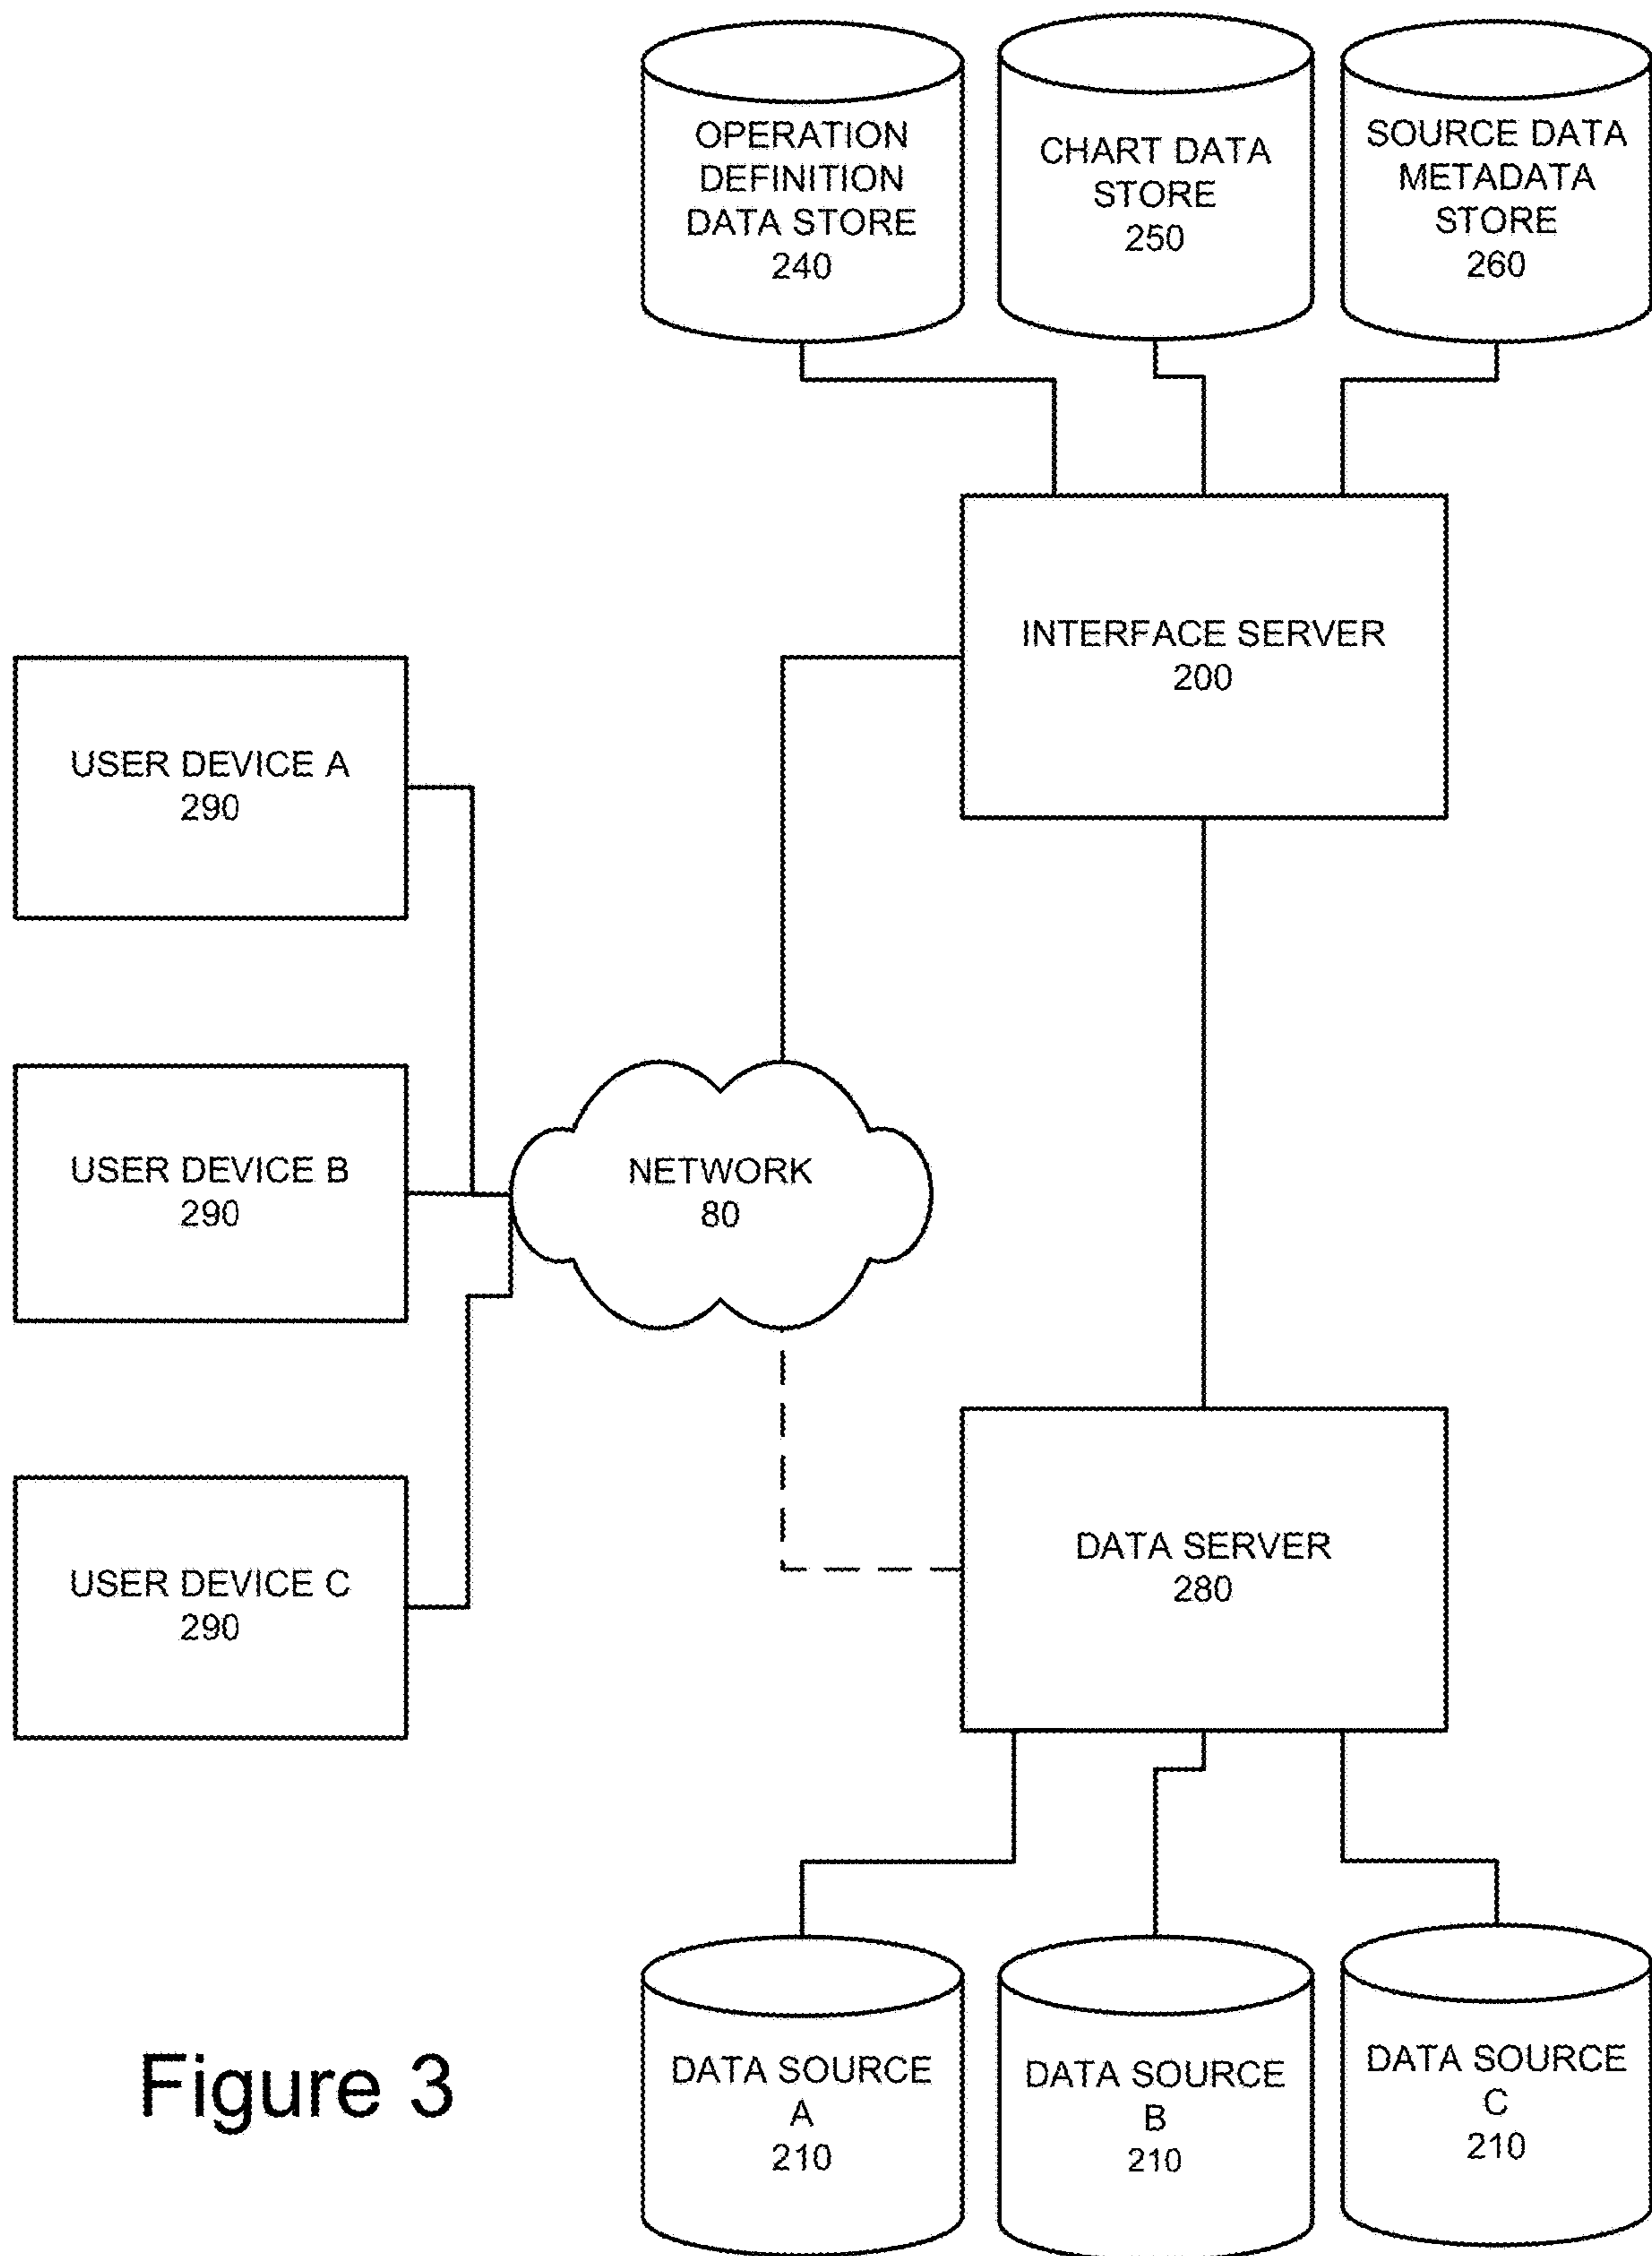 OPERATION
DEFINITION
DATA STORE
240
CHART DATA
STORE
250
SOURCE DATA
METADATA
STORE
260
INTERFACE SERVER
200
USER DEVICE A
290
USER DEVICE B
290
NETWORK
80
USER DEVICE C
290
DATA SERVER
280
DATA SOURCE
A
210
DATA SOURCE
B
210
DATA SOURCE
C
210
Figure 3